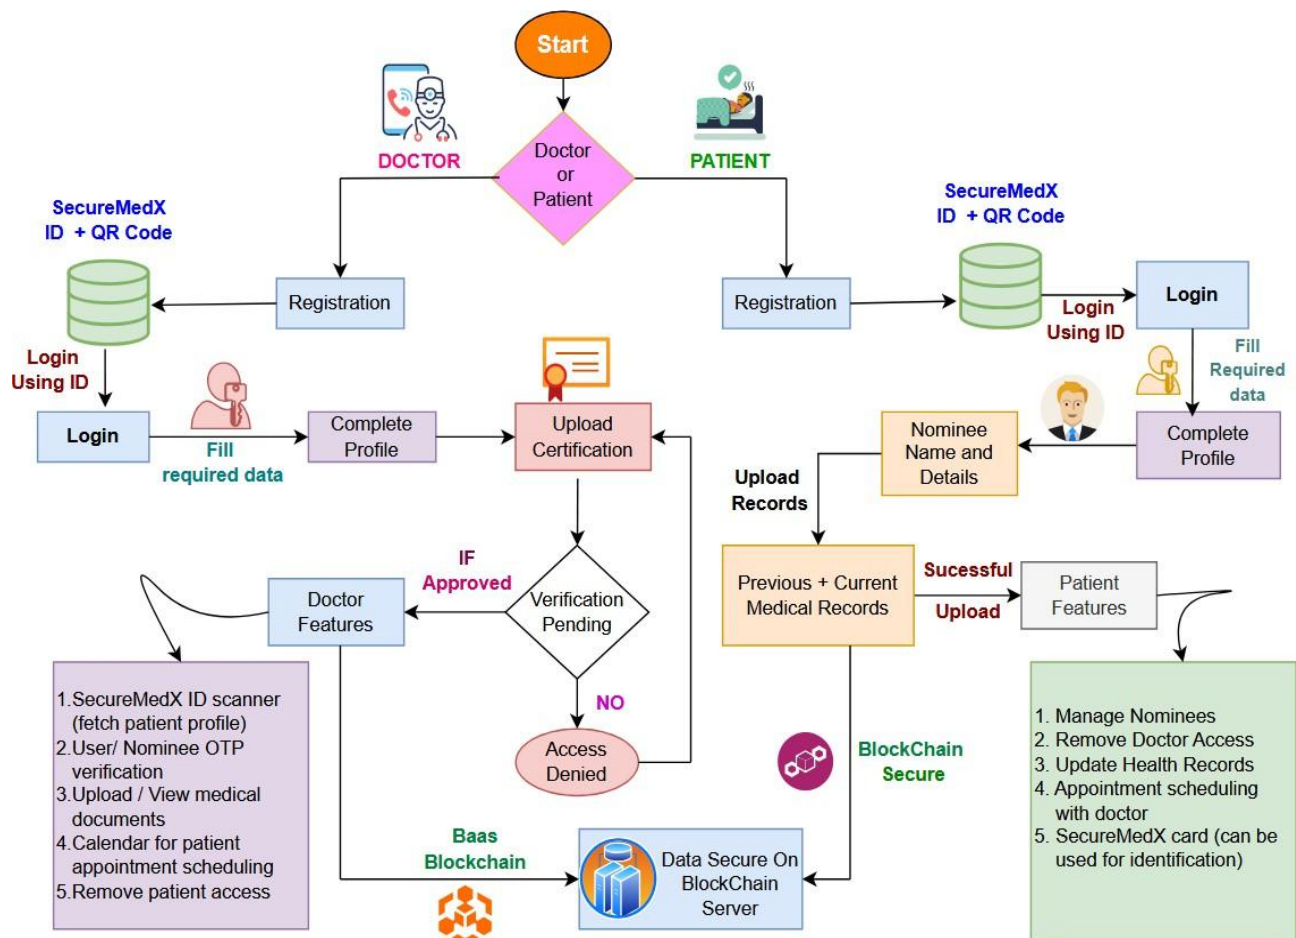 Start
DOCTOR
PATIENT
Doctor
or
Patient
SecureMedX
ID + QR Code
SecureMedX
ID + QR Code
Registration
Registration
Login
Using ID
Login
Login
Using ID
Fill
Required
data
Login
Fill
required data
Complete
Profile
Upload
Certification
Nominee
Name and
Details
Complete
Profile
Upload
Records
IF
Approved
Verification
Pending
Doctor
Features
Previous + Current
Medical Records
Sucessful
Upload
Patient
Features
NO
Access
Denied
1.SecureMedX ID scanner
(fetch patient profile)
2.User/ Nominee OTP
verification
3.Upload / View medical
documents
4.Calendar for patient
appointment scheduling
5.Remove patient access
BlockChain
Secure
1. Manage Nominees
2. Remove Doctor Access
3. Update Health Records
4. Appointment scheduling
with doctor
5. SecureMedX card (can be
used for identification)
Baas
Blockchain
Data Secure On
BlockChain
Server